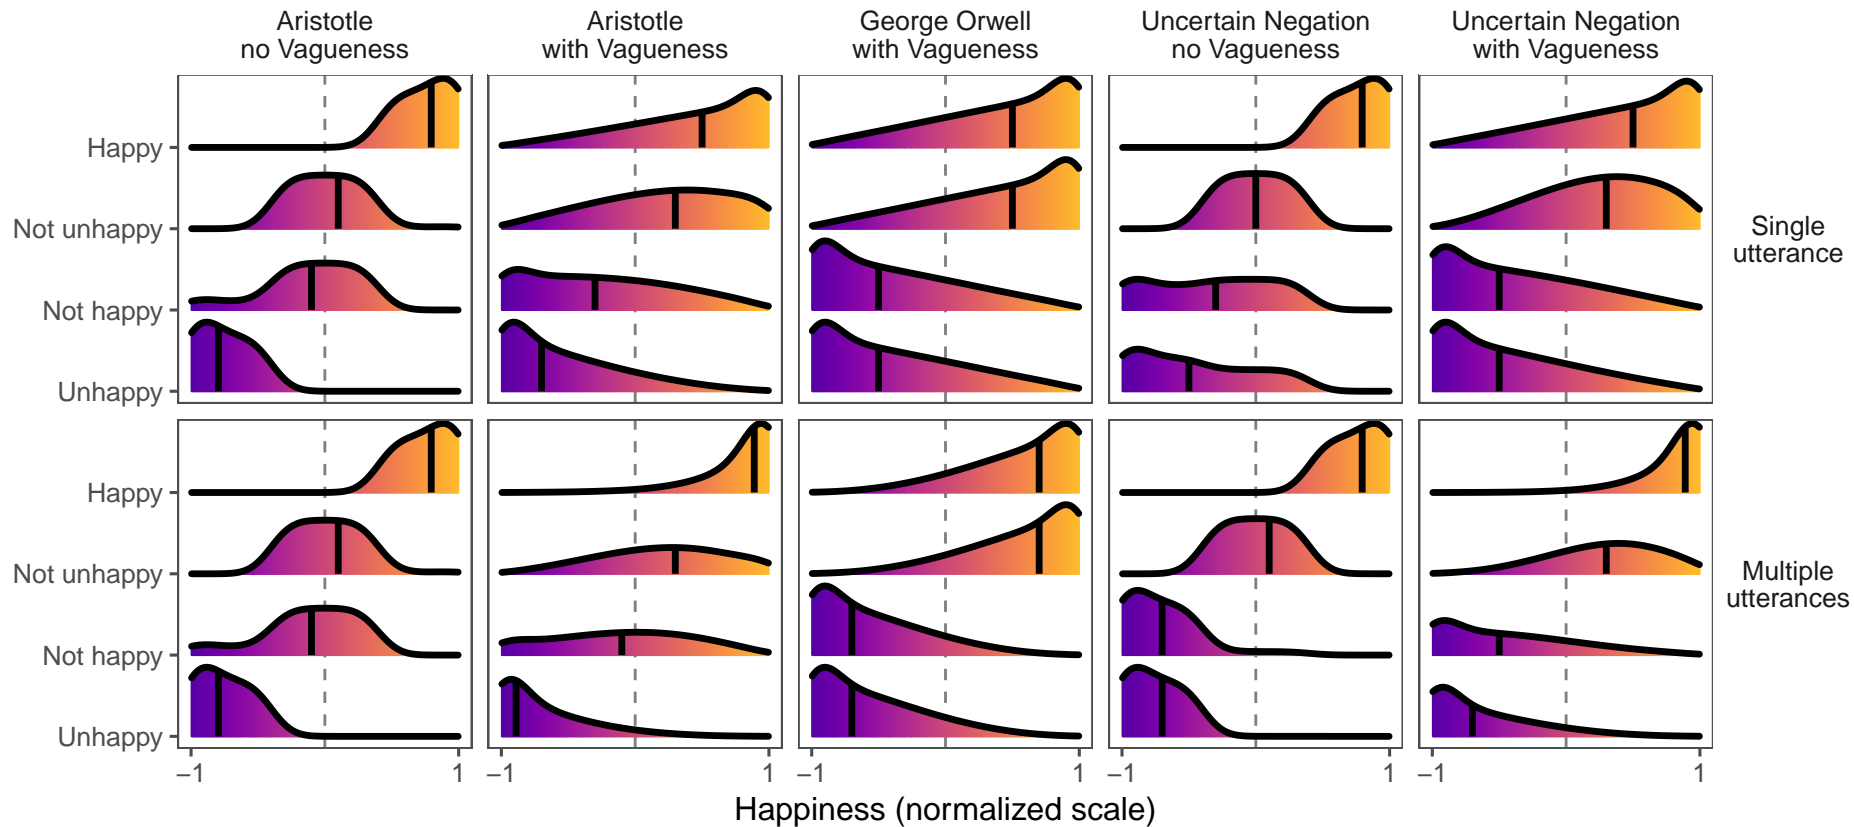 Aristotle
no Vagueness
Aristotle
with Vagueness
George Orwell
with Vagueness
Uncertain Negation
no Vagueness
Uncertain Negation
with Vagueness
Happy
Not unhappy
Not happy
Unhappy
Single
utterance
Happy
Not unhappy
Not happy
Unhappy
Multiple
utterances
−1 1 −1 1 −1 1 −1 1 −1 1
Happiness (normalized scale)